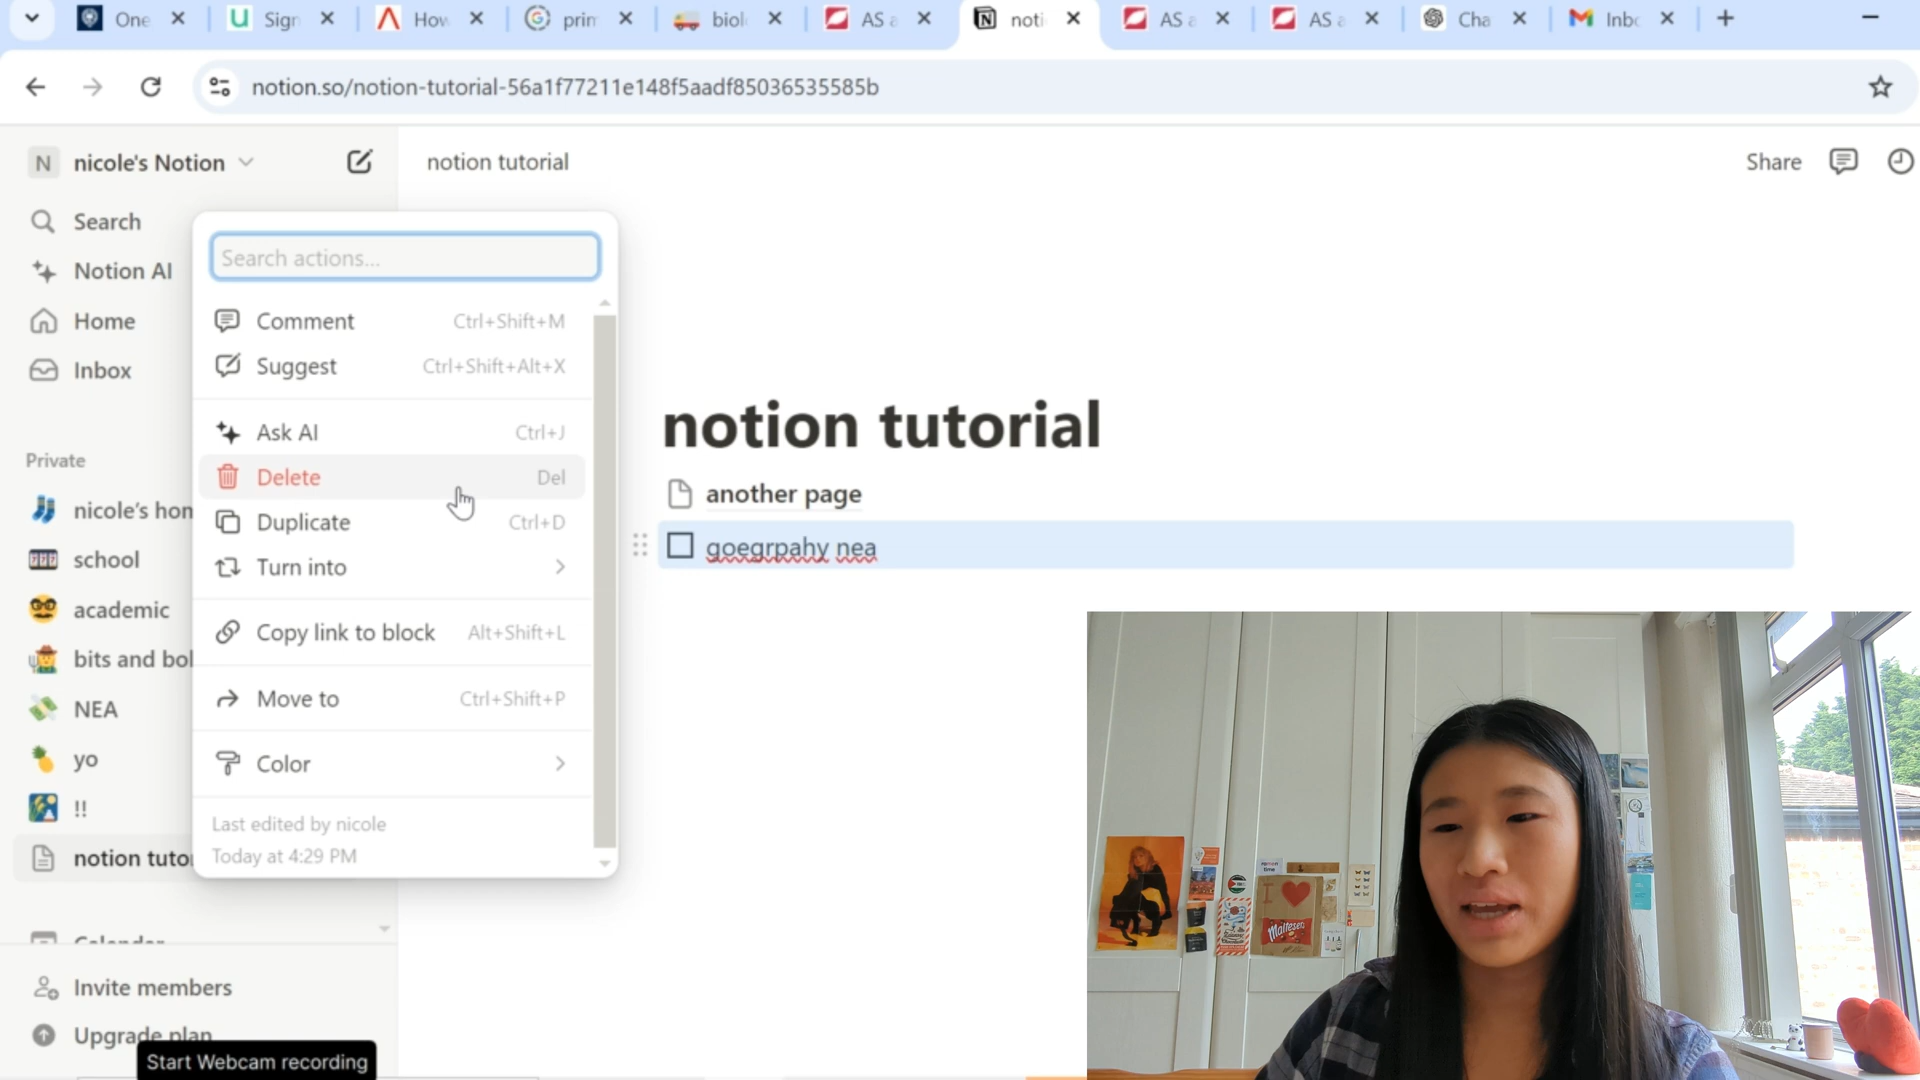 One
Sign
How
prim
biol
AS a
noti
AS a
AS a
Cha
Inbo
notion.so/notion-tutorial-56a1f77211e148f5aadf85036535585b
N nicole's Notion
notion tutorial
Share
Search
Notion AI
Home
Inbox
Private
nicole's hom
school
academic
bits and bol
NEA
yo
!!
notion tuto
Calendar
Invite members
Upgrade plan
Start Webcam recording
Search actions...
Comment Ctrl+Shift+M
Suggest Ctrl+Shift+Alt+X
Ask AI Ctrl+J
Delete Del
Duplicate Ctrl+D
Turn into
Copy link to block Alt+Shift+L
Move to Ctrl+Shift+P
Color
Last edited by nicole
Today at 4:29 PM
notion tutorial
another page
goegrpahy nea
I
Maltesers